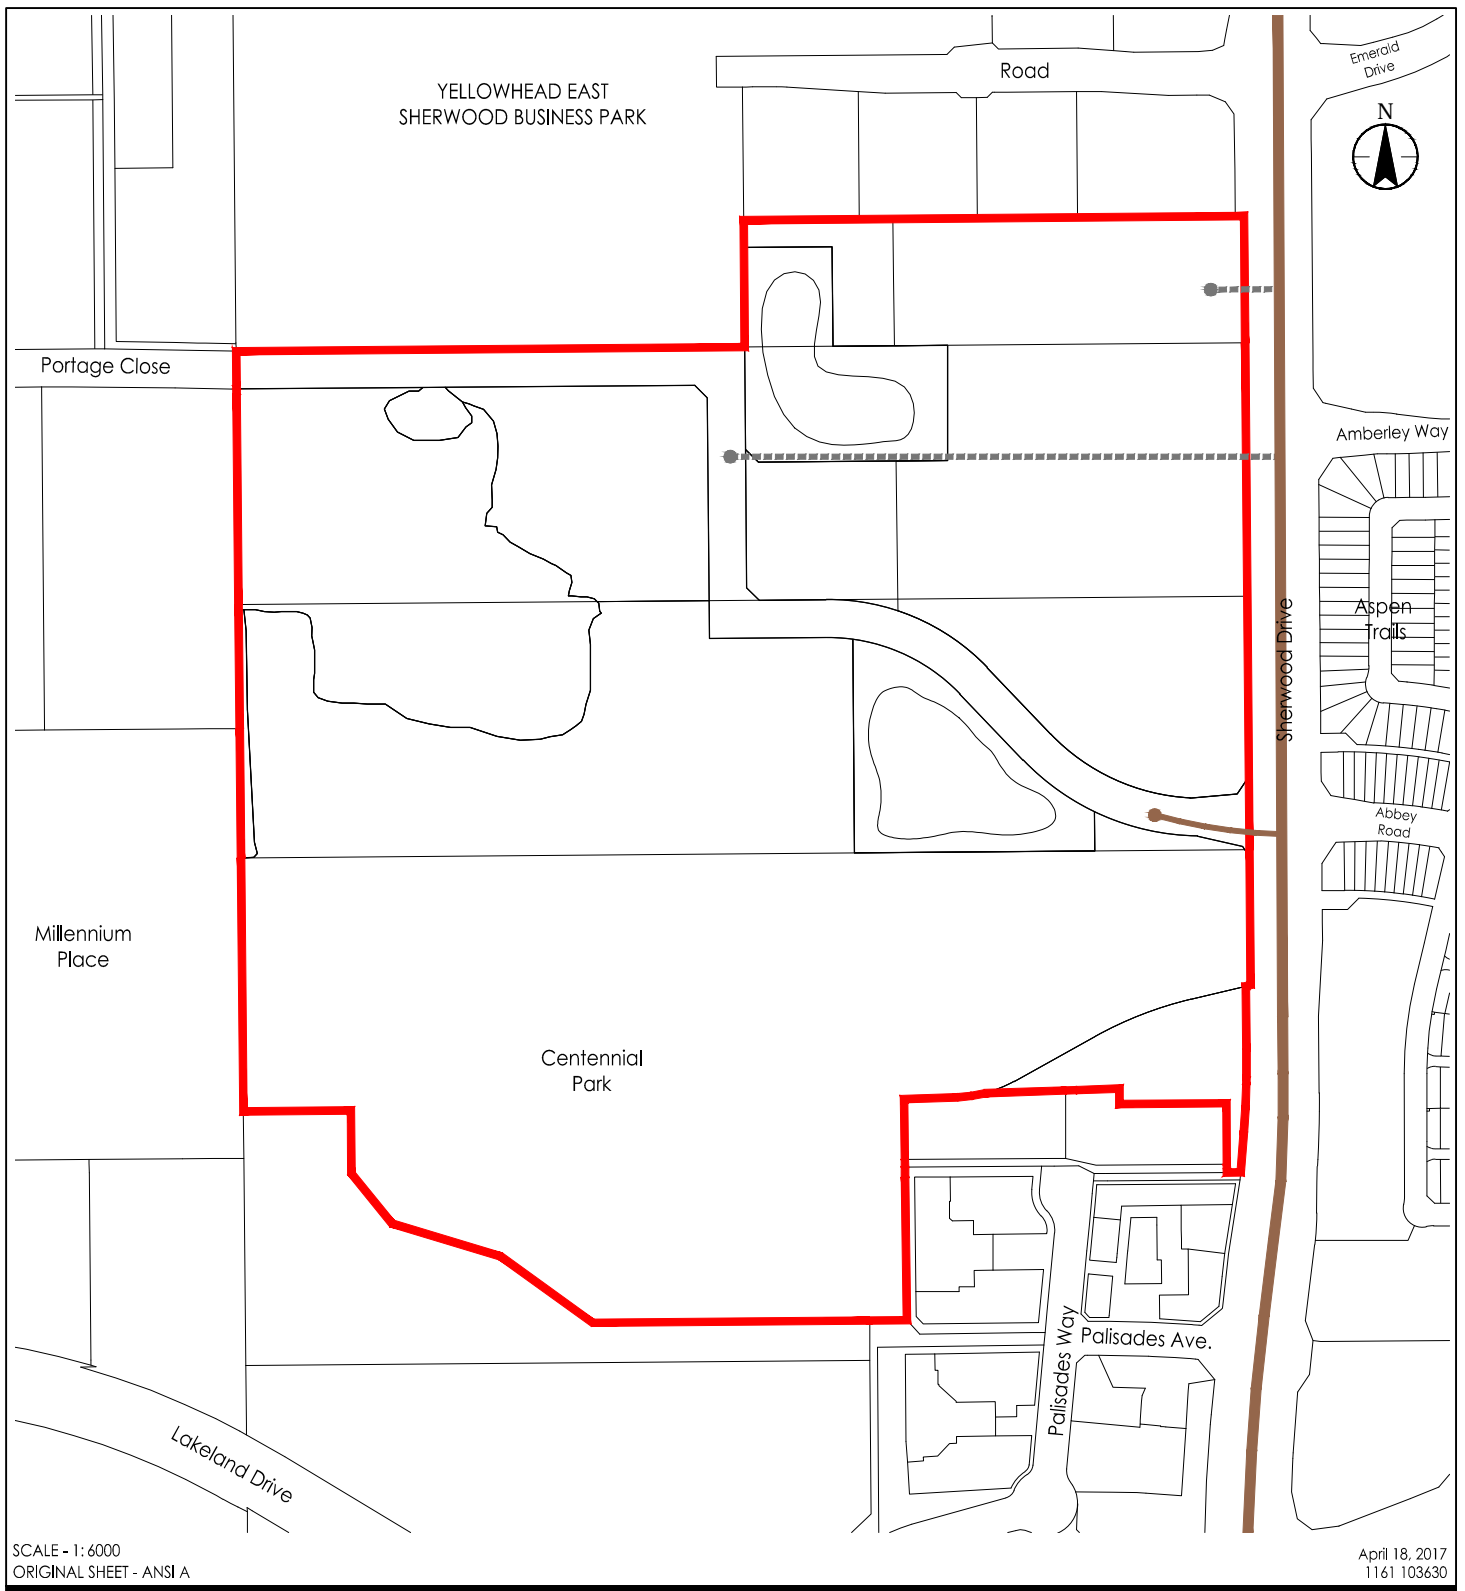 Emerald
Drive
Road
YELLOWHEAD EAST
SHERWOOD BUSINESS PARK
N
Portage Close
Amberley Way
Aspen
Trails
Sherwood Drive
Abbey
Road
Millennium
Place
Centennial
Park
Palisades Way
Palisades Ave.
Lakeland Drive
SCALE - 1:6000
ORIGINAL SHEET - ANSI A
April 18, 2017
1161 103630